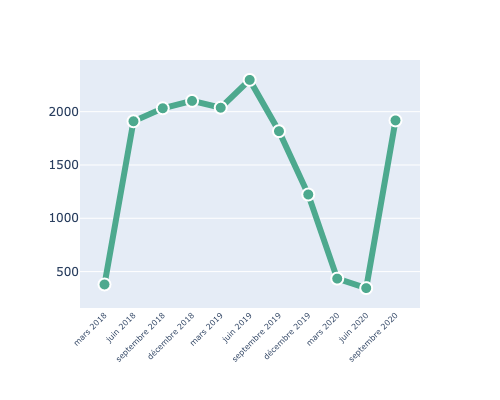 2000
1500
1000
500
mars 2018
juin 2018
septembre 2018
décembre 2018
mars 2019
juin 2019
septembre 2019
décembre 2019
mars 2020
juin 2020
septembre 2020